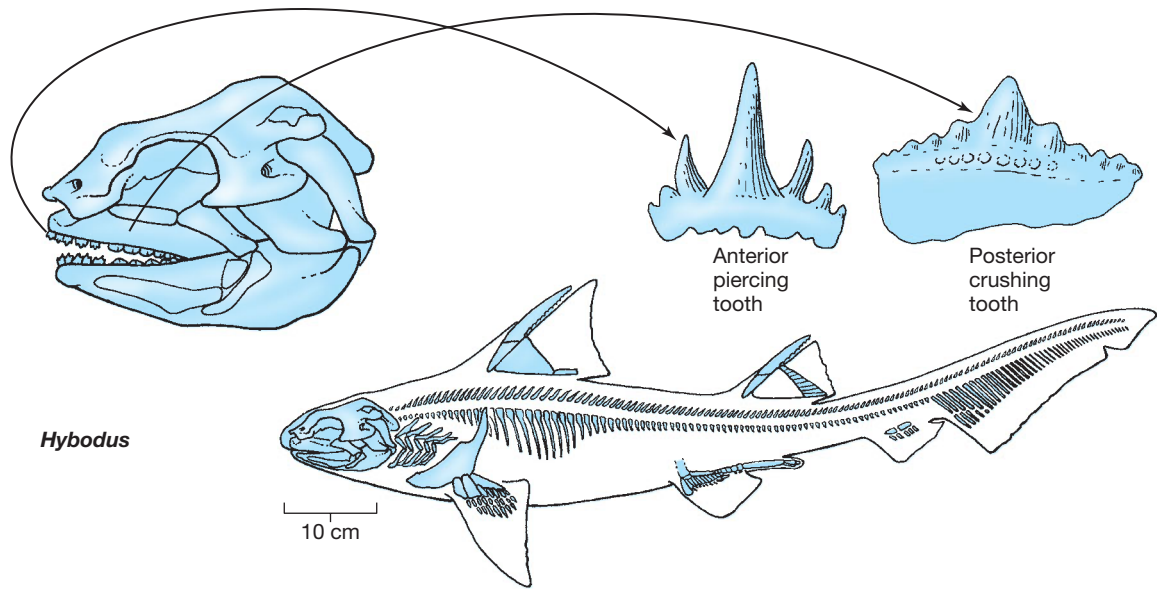 Anterior
piercing
tooth
Posterior
crushing
tooth
Hybodus
10 cm